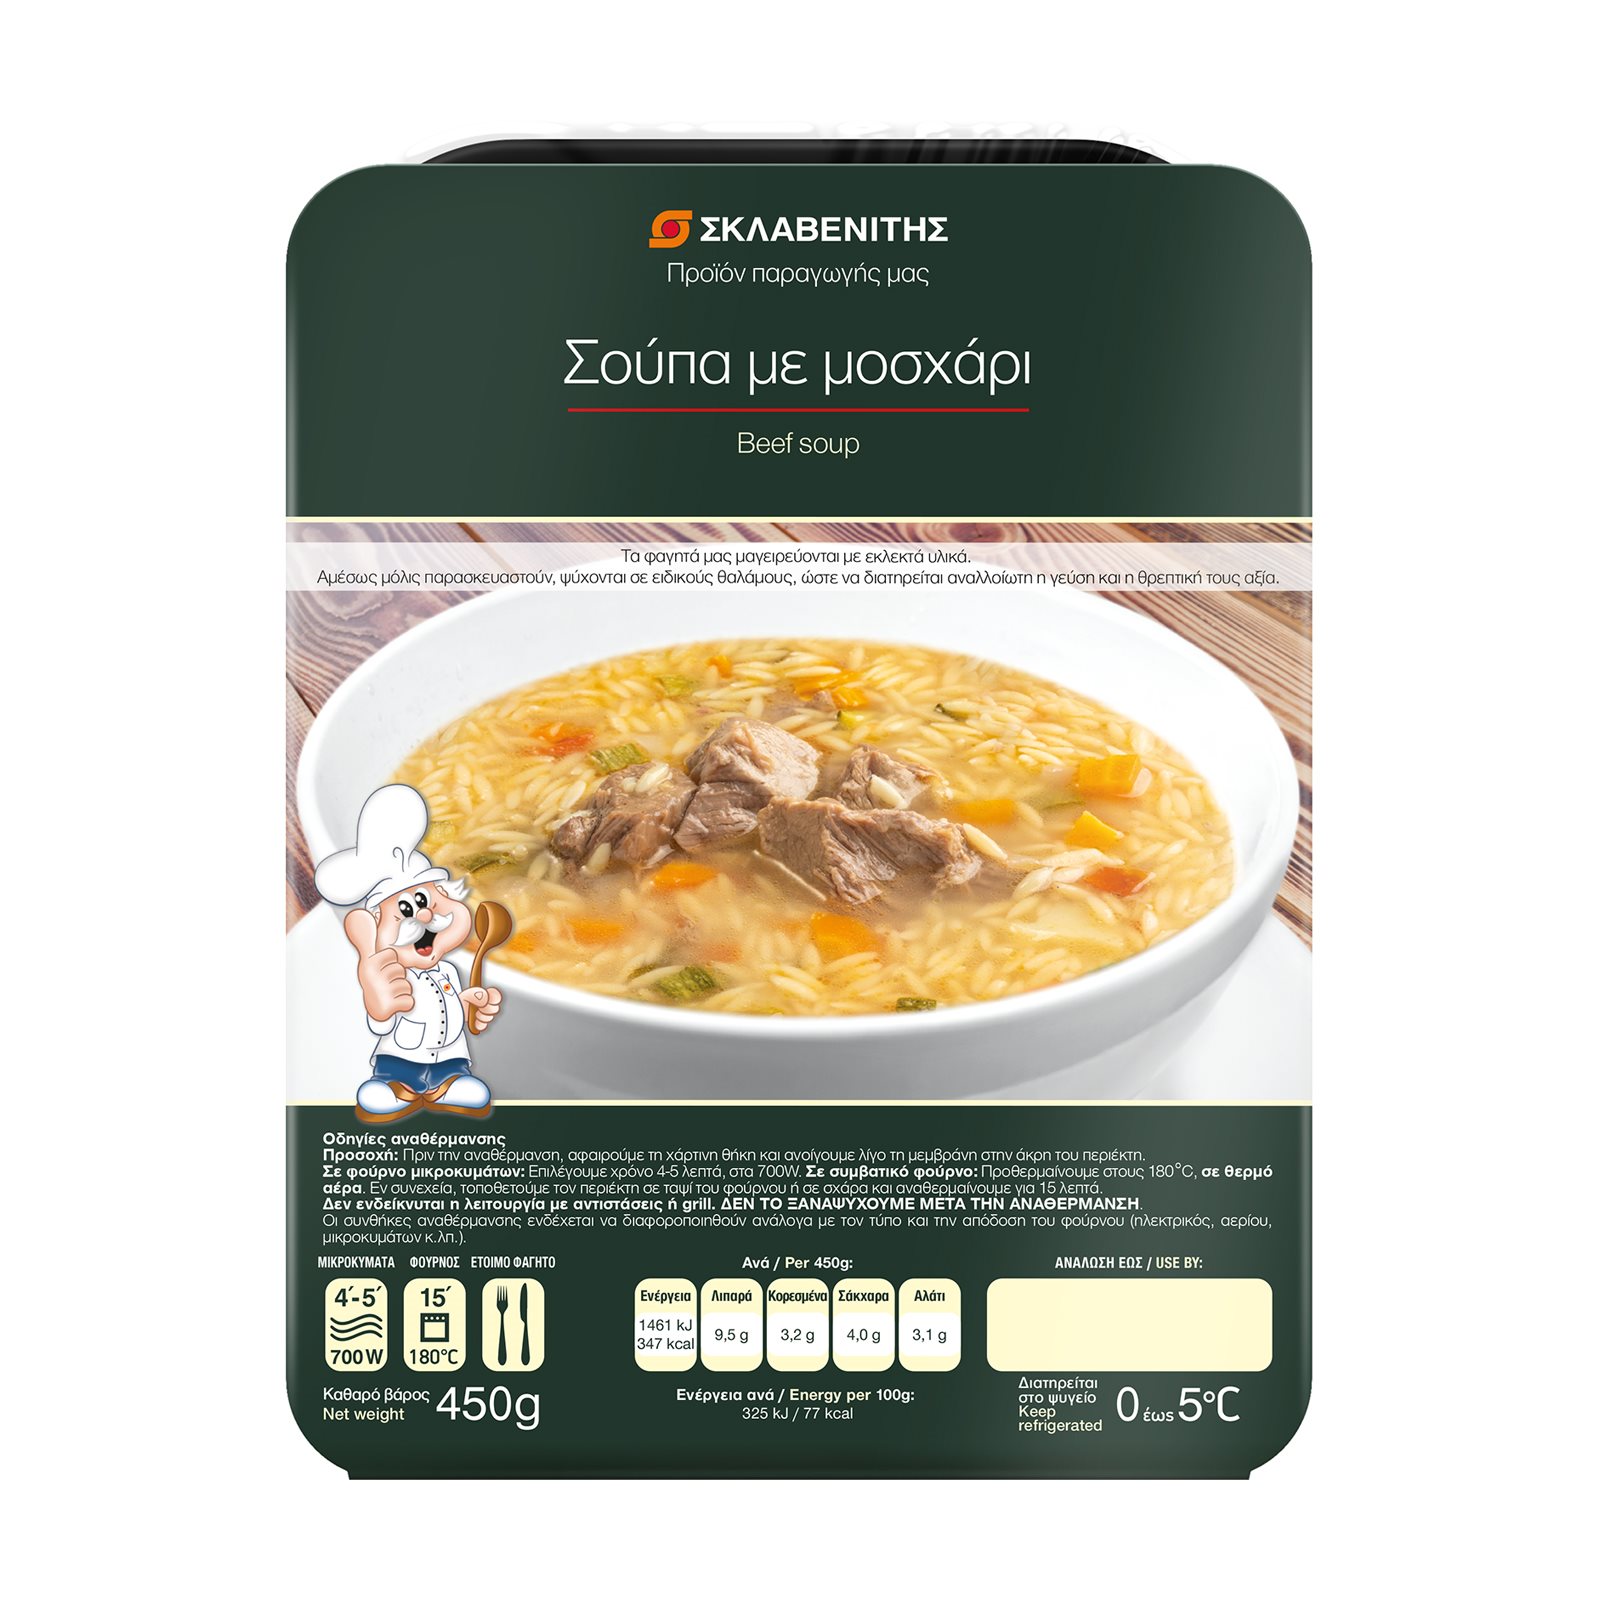 ΣΚΛΑΒΕΝΙΤΗΣ
Προϊόν παραγωγής μας
Σούπα με μοσχάρι
Beef soup
Τα φαγητά μας μαγειρεύονται με εκλεκτά υλικά.
Αμέσως μόλις παρασκευαστούν, ψύχονται σε ειδικούς θαλάμους, ώστε να διατηρείται αναλλοίωτη η γεύση και η θρεπτική τους αξία.
Οδηγίες αναθέρμανσης
Προσοχή: Πριν την αναθέρμανση, αφαιρούμε τη χάρτινη θήκη και ανοίγουμε λίγο τη μεμβράνη στην άκρη του περιέκτη.
Σε φούρνο μικροκυμάτων: Επιλέγουμε χρόνο 4-5 λεπτά, στα 700W. Σε συμβατικό φούρνο: Προθερμαίνουμε στους 180°C, σε θερμό
αέρα. Εν συνεχεία, τοποθετούμε τον περιέκτη σε ταψί του φούρνου ή σε σχάρα και αναθερμαίνουμε για 15 λεπτά.
Δεν ενδείκνυται η λειτουργία με αντιστάσεις ή grill. ΔΕΝ ΤΟ ΞΑΝΑΨΥΧΟΥΜΕ ΜΕΤΑ ΤΗΝ ΑΝΑΘΕΡΜΑΝΣΗ.
Οι συνθήκες αναθέρμανσης ενδέχεται να διαφοροποιηθούν ανάλογα με τον τύπο και την απόδοση του φούρνου (ηλεκτρικός, αερίου,
μικροκυμάτων κ.λπ.).
ΜΙΚΡΟΚΥΜΑΤΑ ΦΟΥΡΝΟΣ ΕΤΟΙΜΟ ΦΑΓΗΤΟ
4´-5´ 15´
700W 180°C
Καθαρό βάρος 450g
Net weight
Ανά / Per 450g:
Ενέργεια Λιπαρά Κορεσμένα Σάκχαρα Αλάτι
1461 kJ
347 kcal 9,5 g 3,2 g 4,0 g 3,1 g
Ενέργεια ανά / Energy per 100g:
325 kJ / 77 kcal
ΑΝΑΛΩΣΗ ΕΩΣ / USE BY:
Διατηρείται
στο ψυγείο
Keep
refrigerated
0 έως 5°C